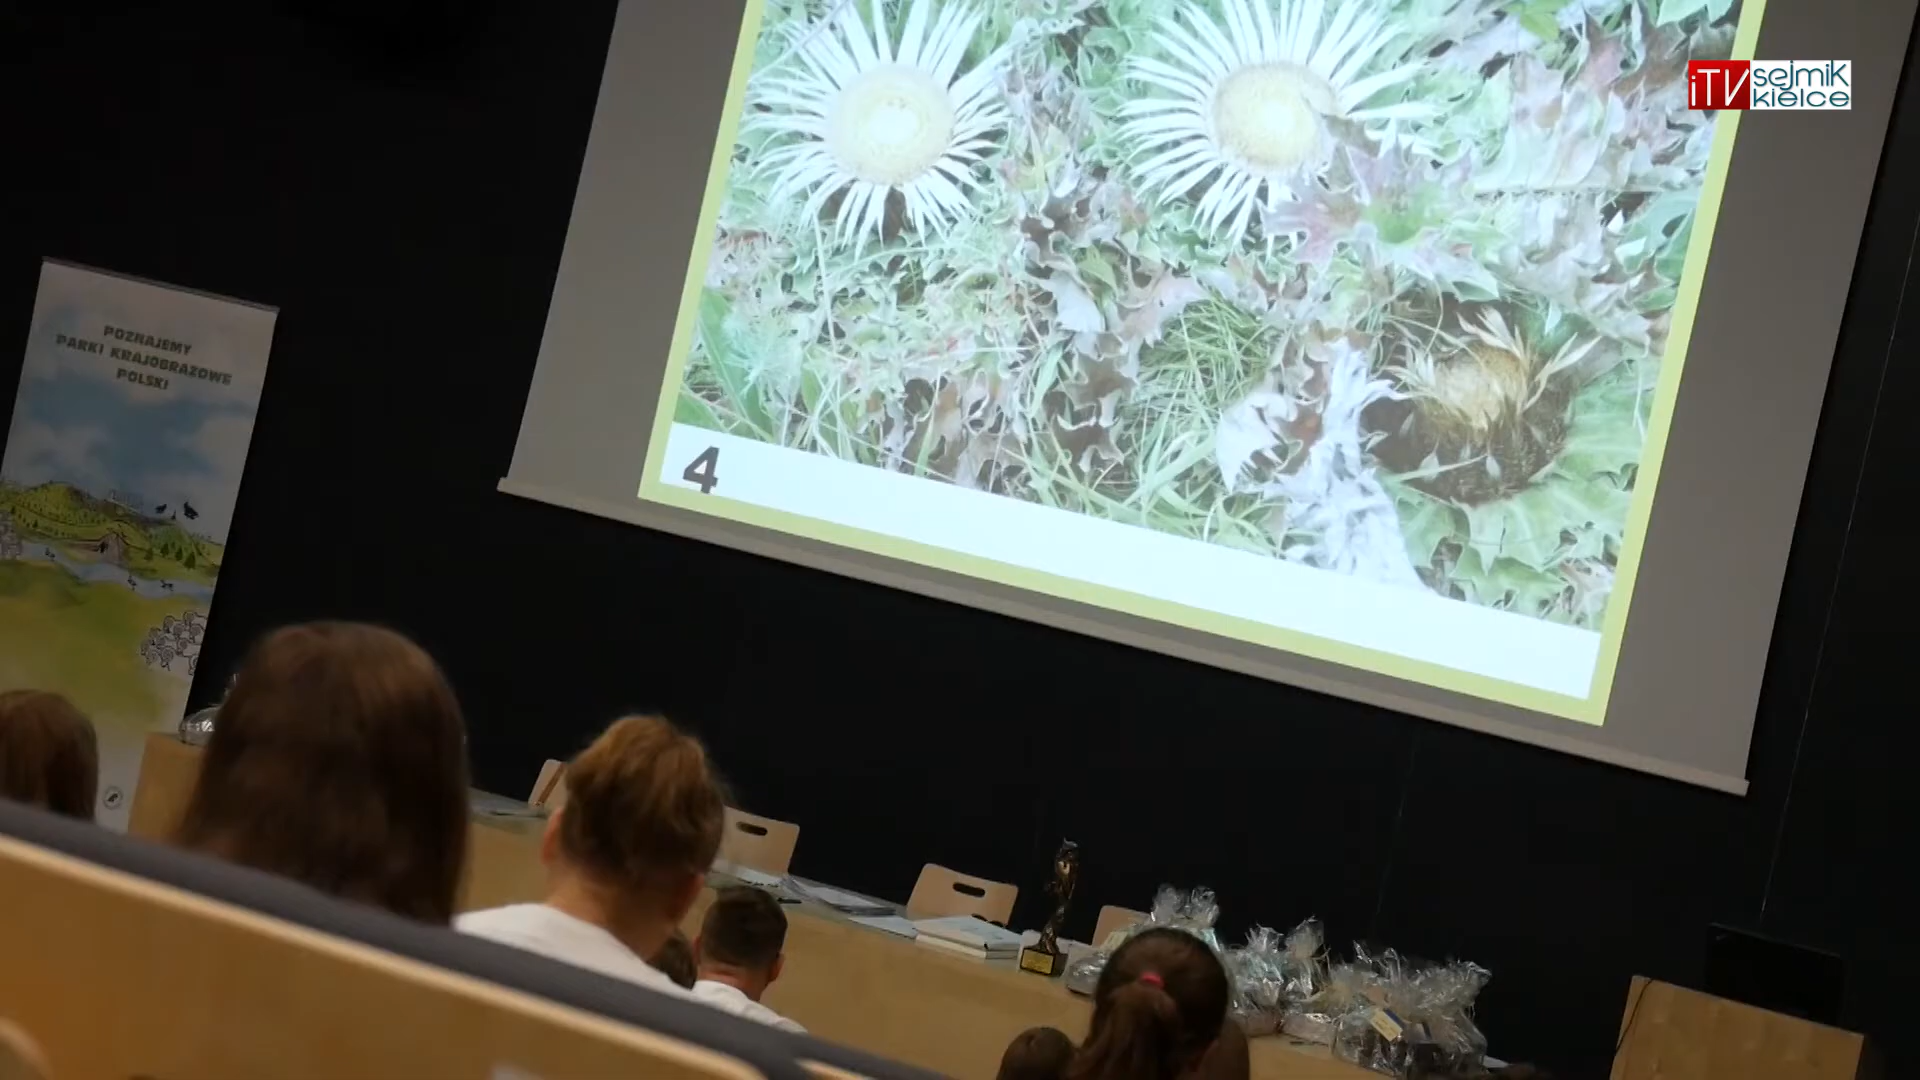 iTV sejmik
kielce
POZNAJEMY
PARKI KRAJOBRAZOWE
POLSKI
4